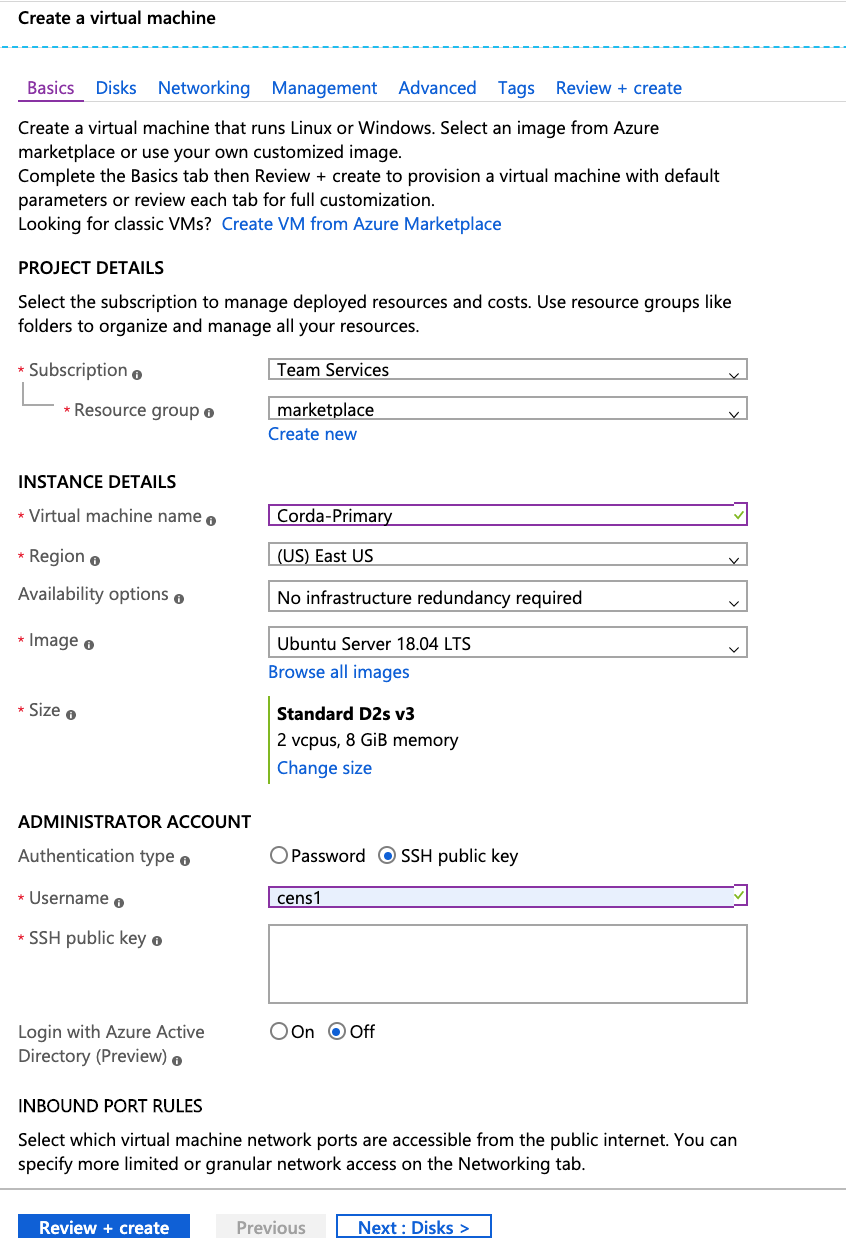 Create a virtual machine
Basics Disks Networking Management Advanced Tags Review + create
Create a virtual machine that runs Linux or Windows. Select an image from Azure
marketplace or use your own customized image.
Complete the Basics tab then Review + create to provision a virtual machine with default
parameters or review each tab for full customization.
Looking for classic VMs? Create VM from Azure Marketplace
PROJECT DETAILS
Select the subscription to manage deployed resources and costs. Use resource groups like
folders to organize and manage all your resources.
* Subscription Team Services
* Resource group marketplace
Create new
INSTANCE DETAILS
* Virtual machine name Corda-Primary
* Region (US) East US
Availability options No infrastructure redundancy required
* Image Ubuntu Server 18.04 LTS
Browse all images
* Size Standard D2s v3
2 vcpus, 8 GiB memory
Change size
ADMINISTRATOR ACCOUNT
Authentication type Password SSH public key
* Username cens1
* SSH public key
Login with Azure Active On Off
Directory (Preview)
INBOUND PORT RULES
Select which virtual machine network ports are accessible from the public internet. You can
specify more limited or granular network access on the Networking tab.
Review + create Previous Next : Disks >